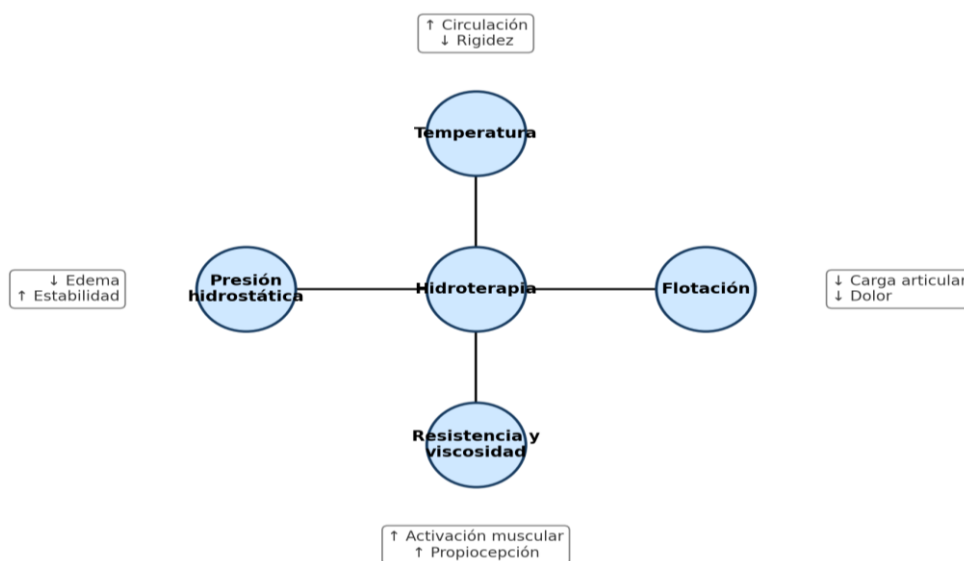 ↑ Circulación
↓ Rigidez
Temperatura
↓ Edema
↑ Estabilidad
Presión
hidrostática
Hidroterapia
Flotación
↓ Carga articular
↓ Dolor
Resistencia y
viscosidad
↑ Activación muscular
↑ Propiocepción